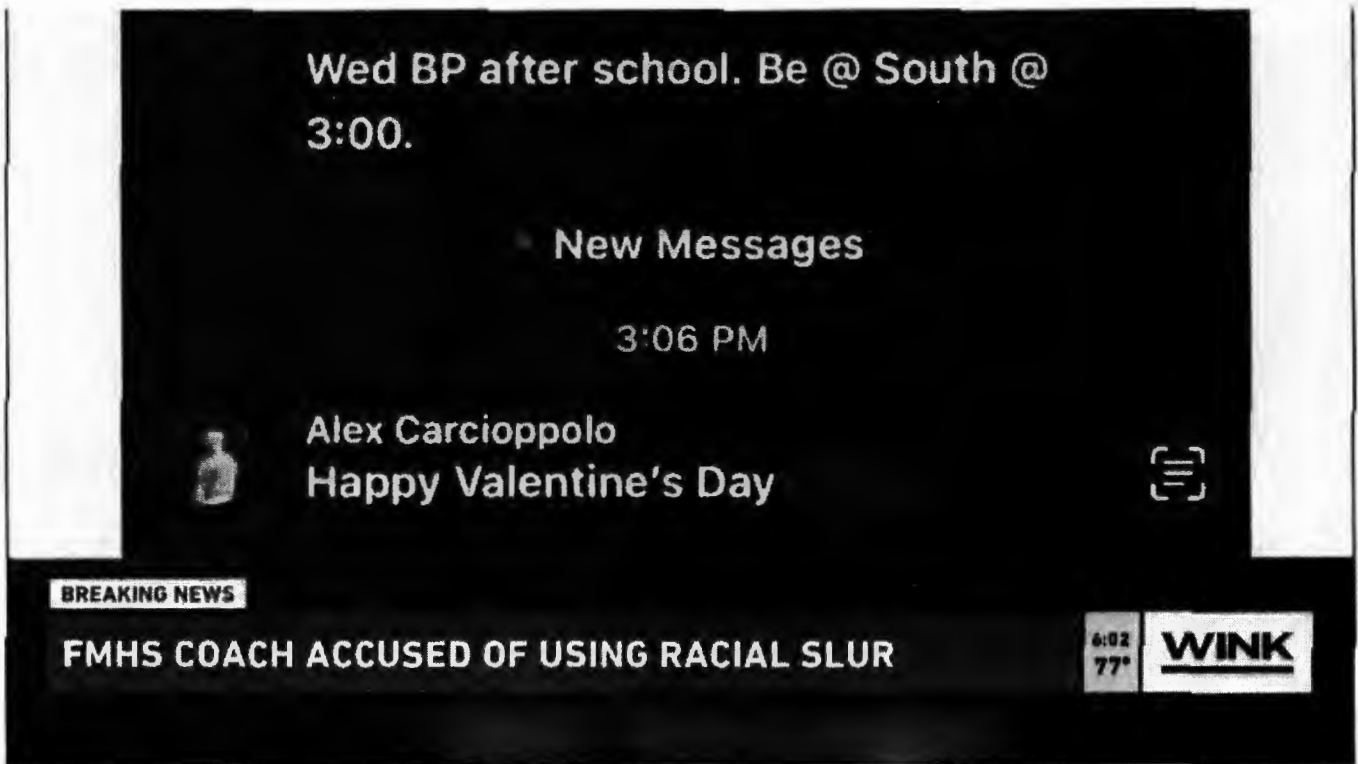 Wed BP after school. Be @ South @
3:00.
New Messages
3:06 PM
Alex Carcioppolo
Happy Valentine's Day
BREAKING NEWS
FMHS COACH ACCUSED OF USING RACIAL SLUR
6:02
77°
WINK